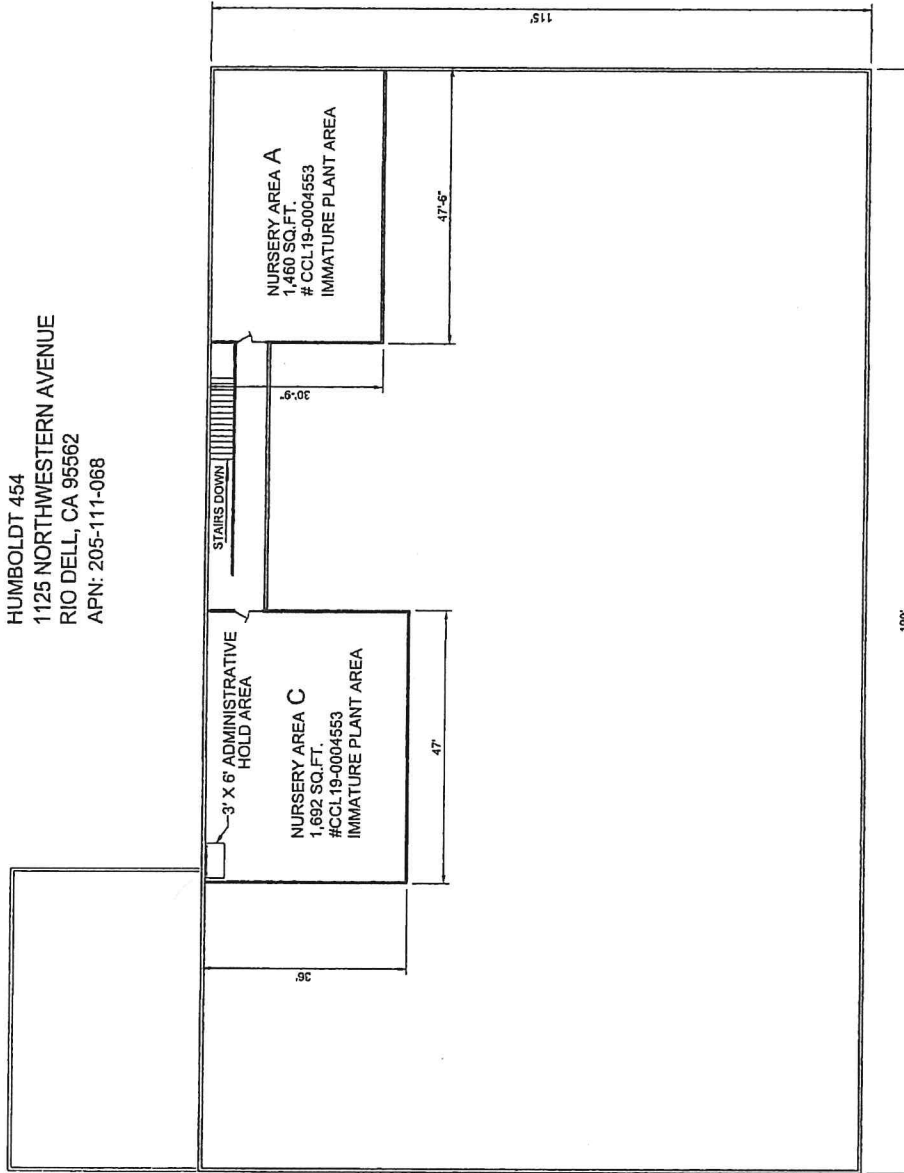 HUMBOLDT 454
1125 NORTHWESTERN AVENUE
RIO DELL, CA 95562
APN: 205-111-068
3' X 6' ADMINISTRATIVE
HOLD AREA
NURSERY AREA C
1,692 SQ.FT.
#CCL19-0004553
IMMATURE PLANT AREA
36'
47'
STAIRS DOWN
30'-9"
NURSERY AREA A
1,460 SQ.FT.
# CCL19-0004553
IMMATURE PLANT AREA
47'-6"
115'